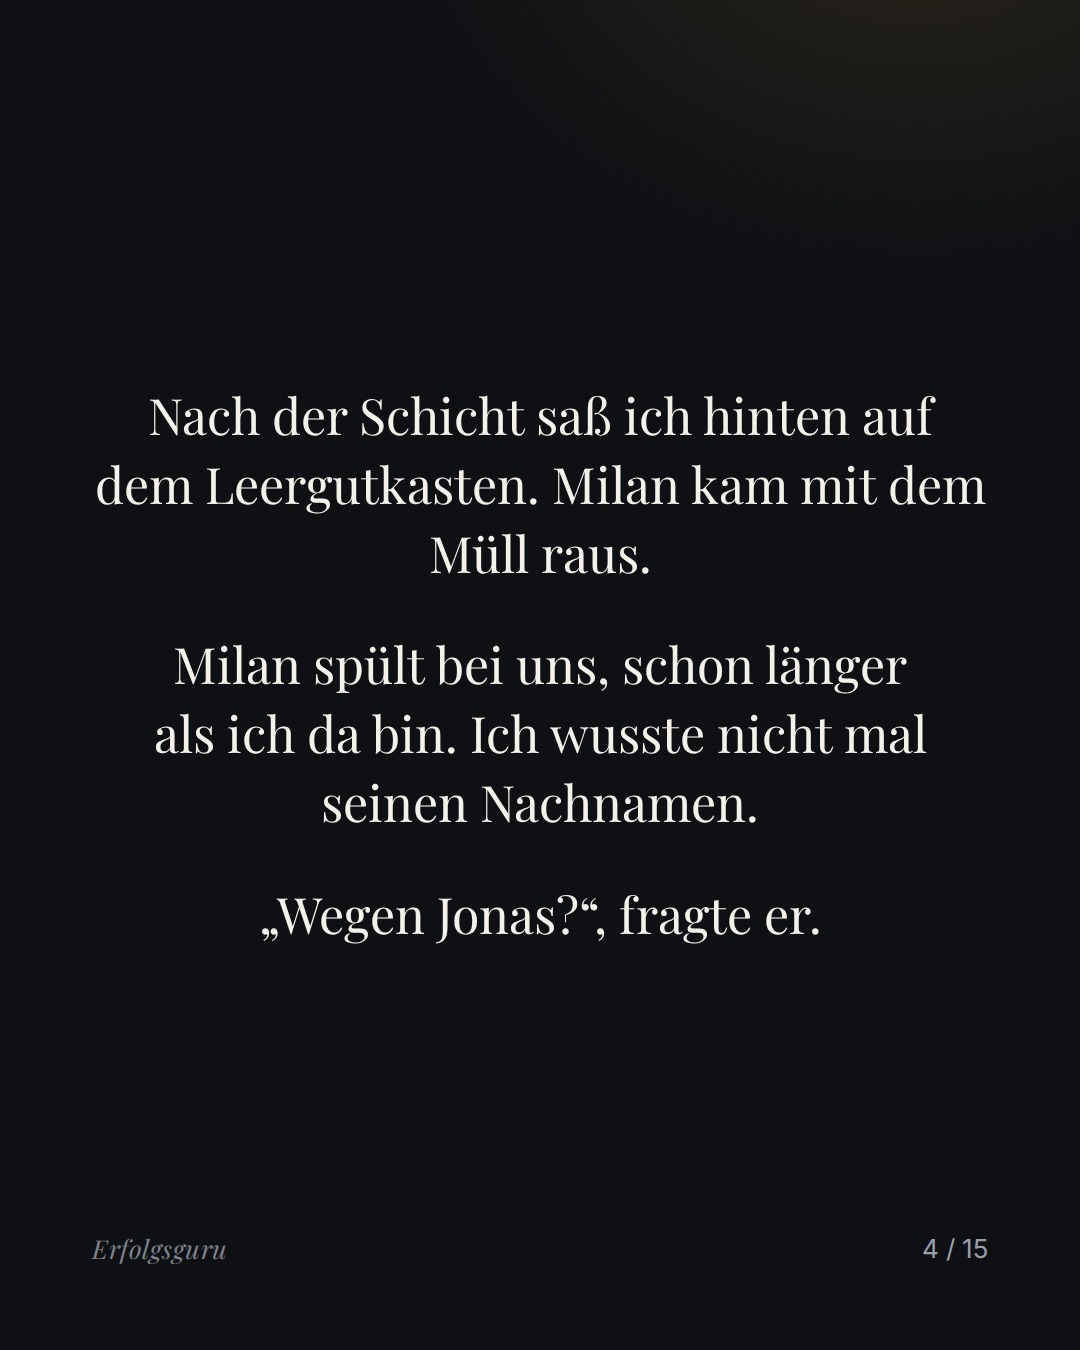 Nach der Schicht saß ich hinten auf
dem Leergutkasten. Milan kam mit dem
Müll raus.
Milan spült bei uns, schon länger
als ich da bin. Ich wusste nicht mal
seinen Nachnamen.
„Wegen Jonas?“, fragte er.
Erfolgsguru
4 / 15